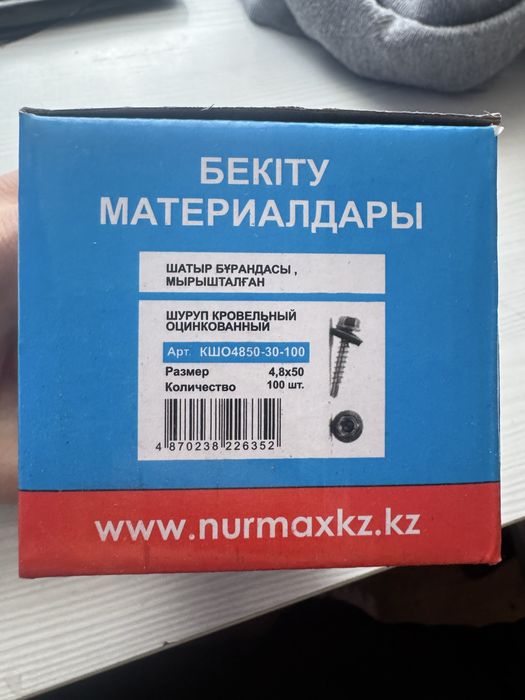 БЕКІТУ
МАТЕРИАЛДАРЫ
ШАТЫР БҰРАНДАСЫ ,
МЫРЫШТАЛҒАН
ШУРУП КРОВЕЛЬНЫЙ
ОЦИНКОВАННЫЙ
Арт. КШО4850-30-100
Размер 4,8х50
Количество 100 шт.
4 870238 226352
www.nurmaxkz.kz